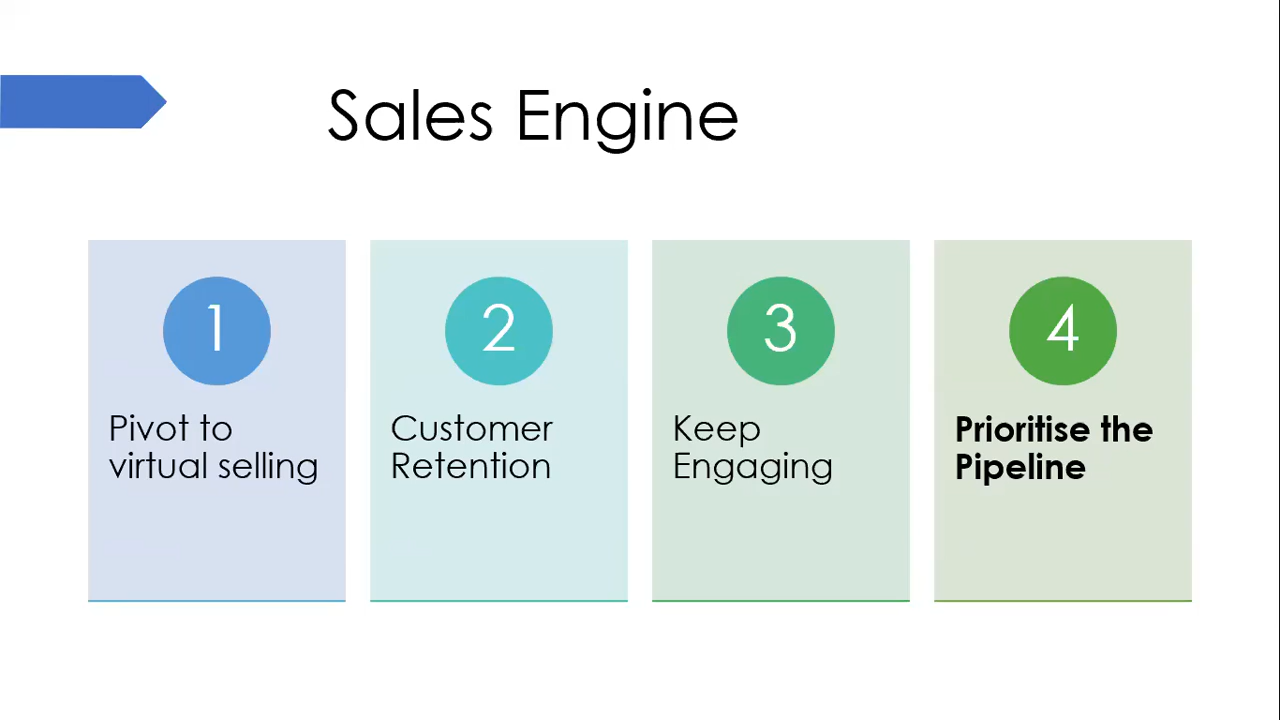 Sales Engine
1
Pivot to
virtual selling
2
Customer
Retention
3
Keep
Engaging
4
Prioritise the
Pipeline